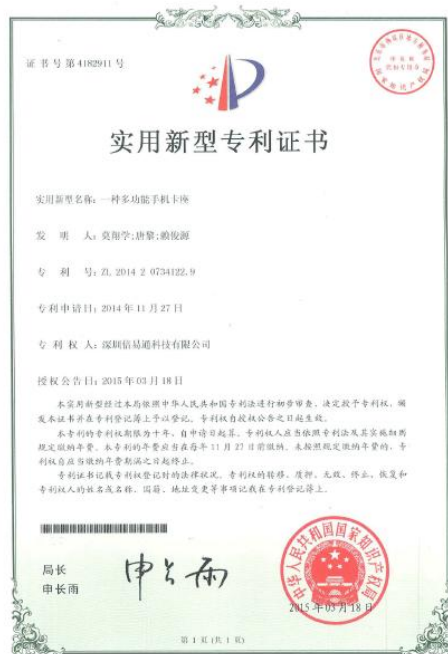 证书号第4182911号
实用新型专利证书
实用新型名称：一种多功能手机卡座
发 明 人：莫翔学;唐黎;赖俊源
专 利 号：ZL 2014 2 0734122.9
专利申请日：2014年11月27日
专 利 权 人：深圳信易通科技有限公司
授权公告日：2015年03月18日
本实用新型经过本局依照中华人民共和国专利法进行初步审查，决定授予专利权，颁
发本证书并在专利登记簿上予以登记。专利权自授权公告之日起生效。
本专利的专利权期限为十年，自申请日起算。专利权人应当依照专利法及其实施细则
规定缴纳年费。本专利的年费应当在每年11月27日前缴纳。未按照规定缴纳年费的，专
利权自应当缴纳年费期满之日起终止。
专利证书记载专利权登记时的法律状况。专利权的转移、质押、无效、终止、恢复和
专利权人的姓名或名称、国籍、地址变更等事项记载在专利登记簿上。
局长
申长雨
申长雨
中华人民共和国国家知识产权局
2015年03月18日
第 1 页 (共 1 页)